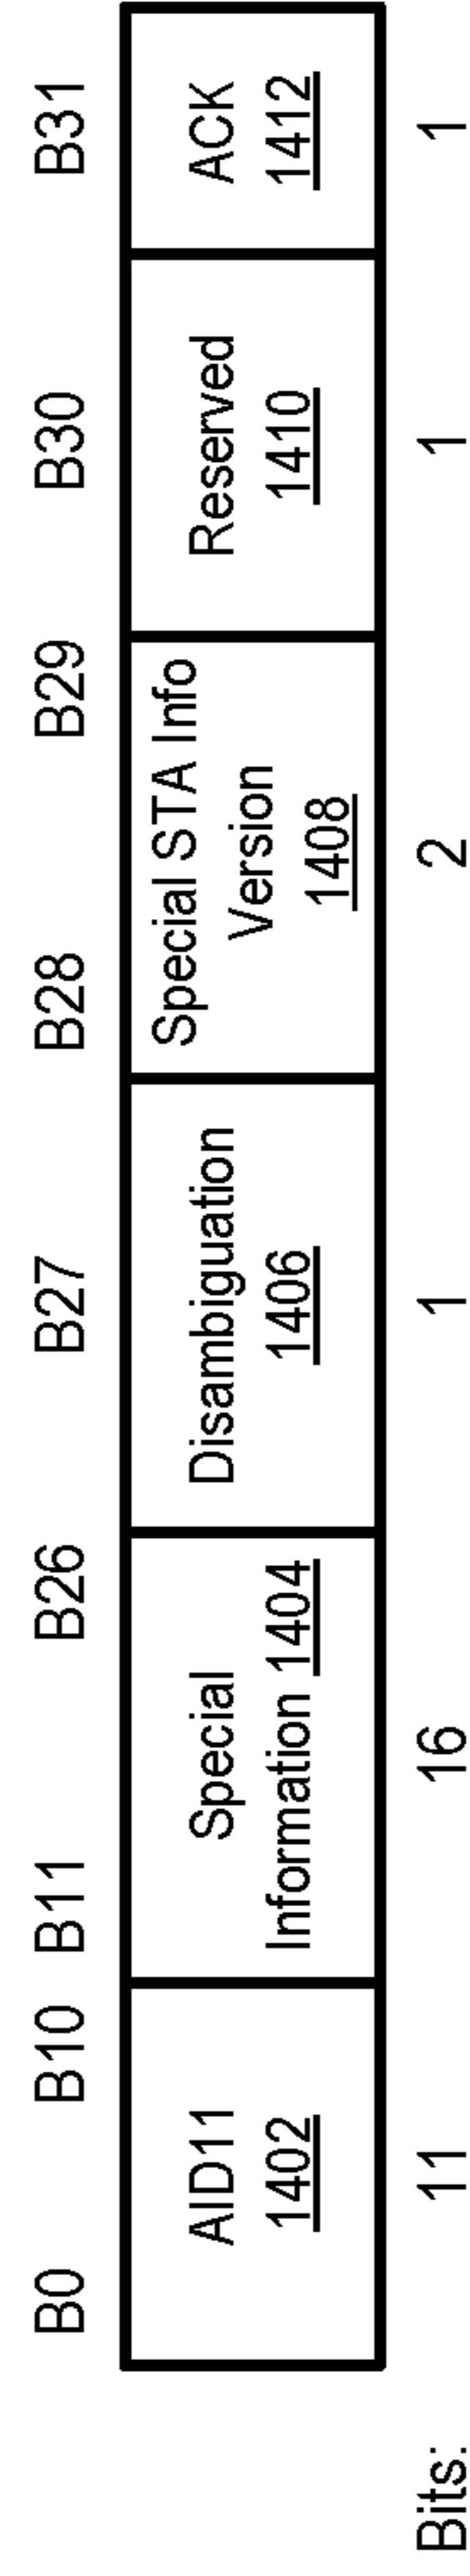 B0 B10 B11 B26 B27 B28 B29 B30 B31
AID11
1402
Special
Information 1404
Disambiguation
1406
Special STA Info
Version
1408
Reserved
1410
ACK
1412
Bits: 11 16 1 2 1 1